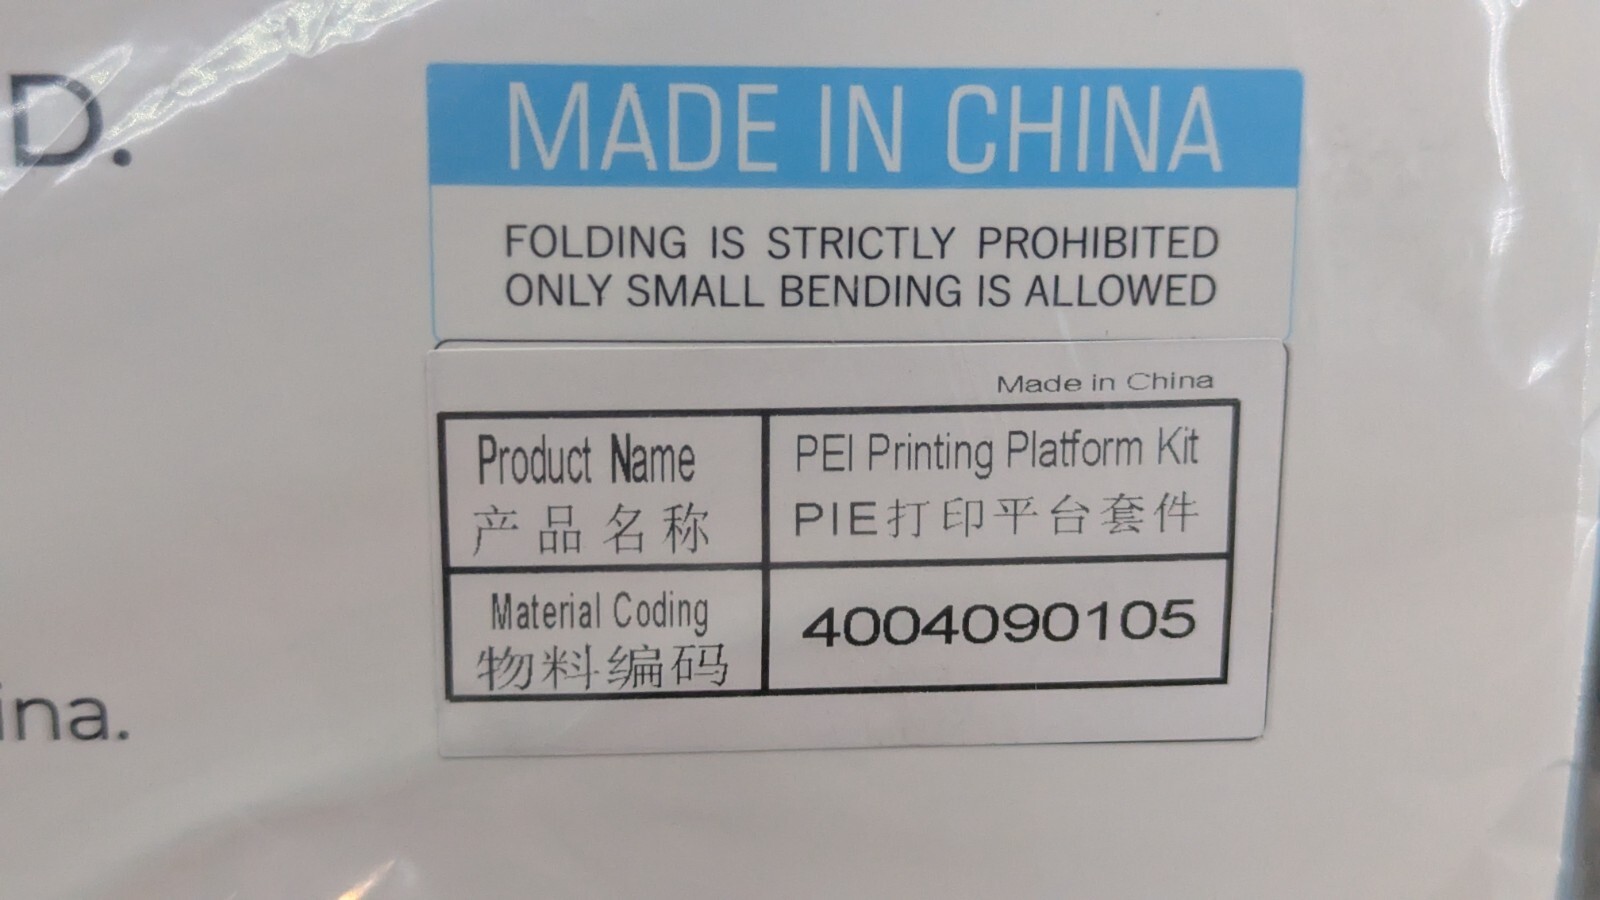 D.
MADE IN CHINA
FOLDING IS STRICTLY PROHIBITED
ONLY SMALL BENDING IS ALLOWED
Made in China
Product Name
产品名称
PEI Printing Platform Kit
PIE打印平台套件
Material Coding
物料编码
4004090105
ina.